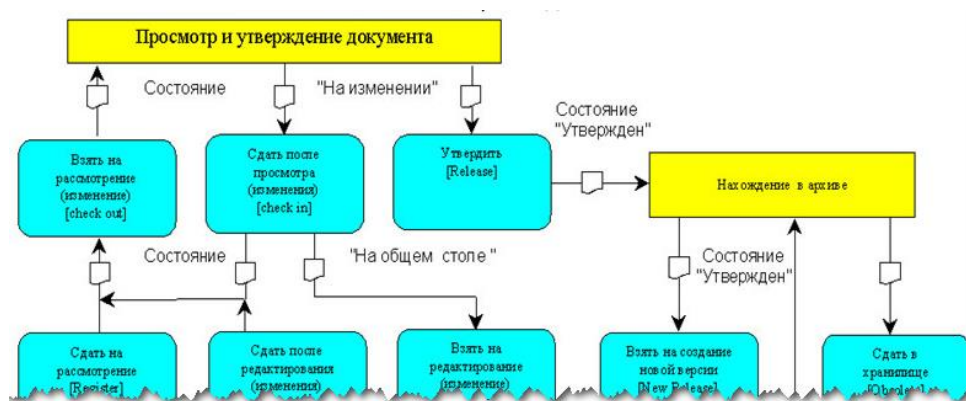 Просмотр и утверждение документа
Состояние
"На изменении"
Состояние
"Утвержден"
Взять на
рассмотрение
(изменение)
[check out]
Сдать после
просмотра
(изменения)
[check in]
Утвердить
[Release]
Нахождение в архиве
Состояние
"На общем столе "
Состояние
"Утвержден"
Сдать на
рассмотрение
[Register]
Сдать после
редактирования
(изменения)
Взять на
редактирование
(изменение)
Взять на создание
новой версии
[New Release]
Сдать в
хранилище
[Obsolete]